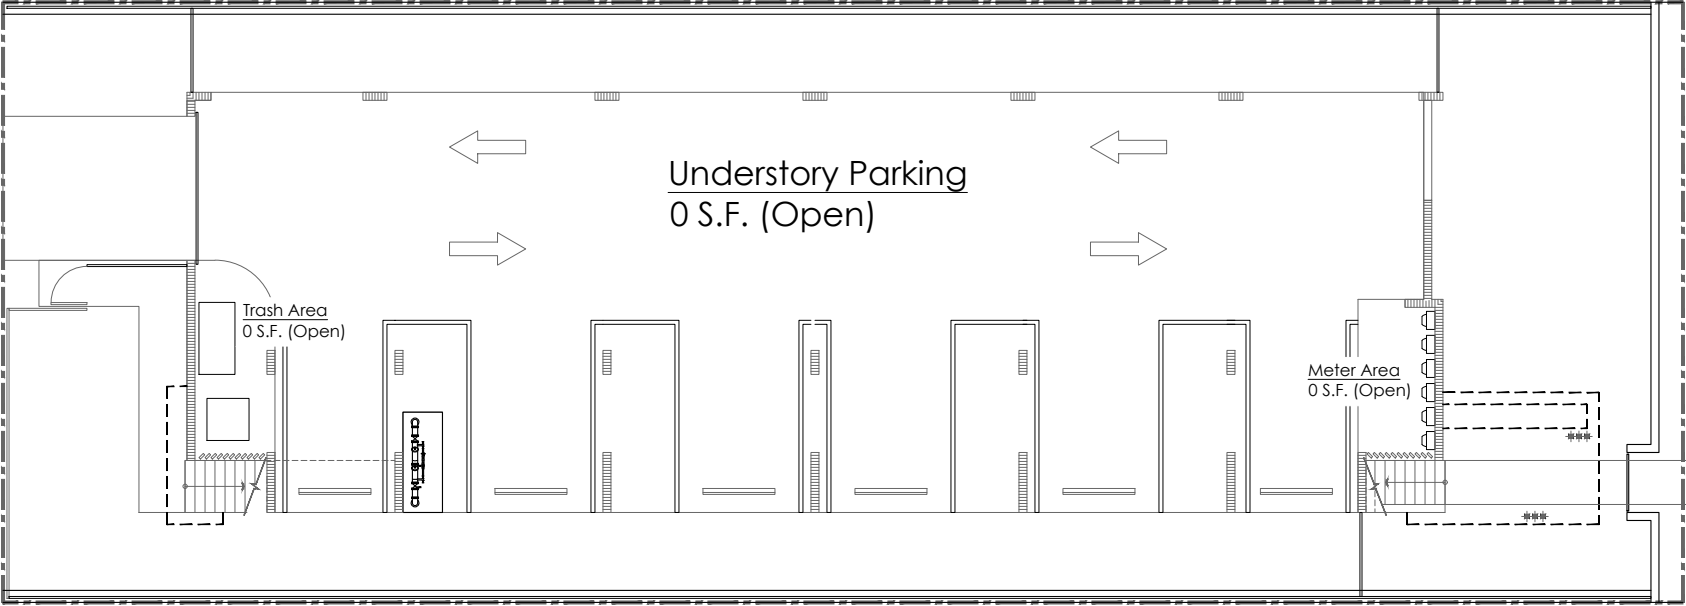 Understory Parking
0 S.F. (Open)
Trash Area
0 S.F. (Open)
Meter Area
0 S.F. (Open)